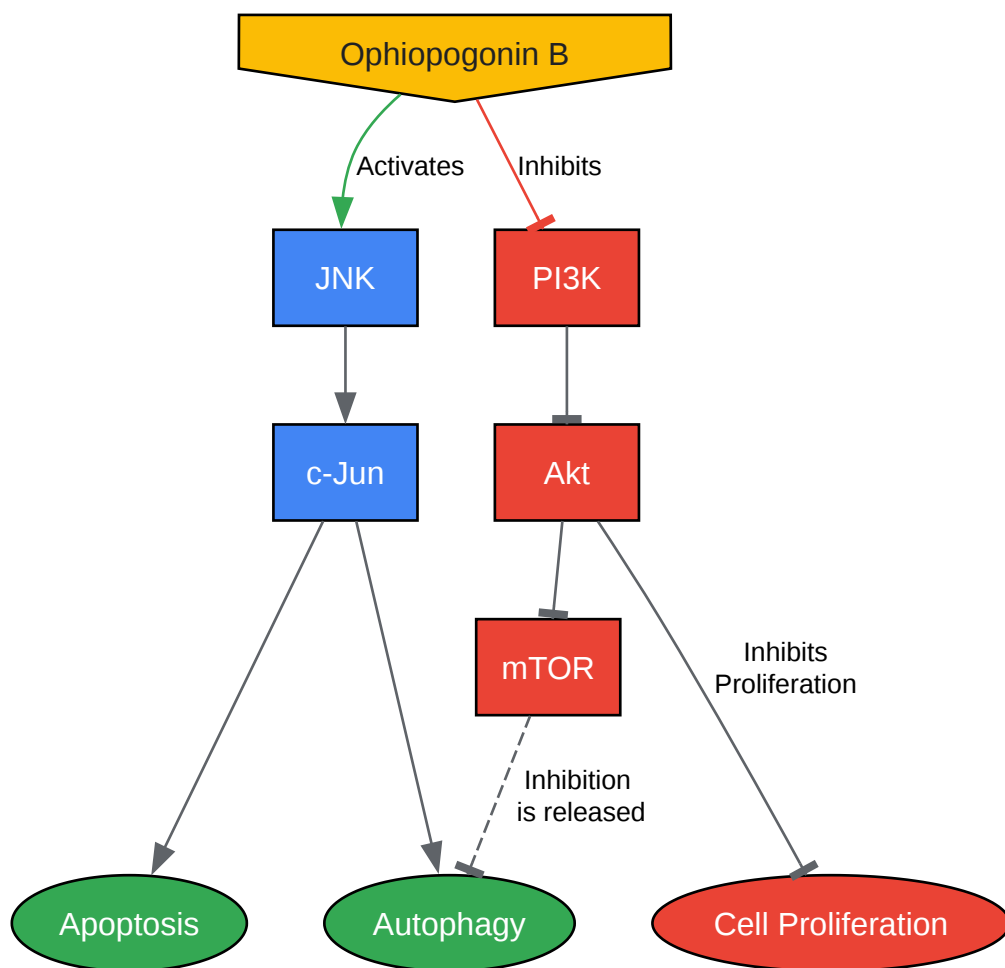 Ophiopogonin B
Activates
Inhibits
JNK
PI3K
c-Jun
Akt
mTOR
Inhibits
Proliferation
Inhibition
is released
Apoptosis
Autophagy
Cell Proliferation